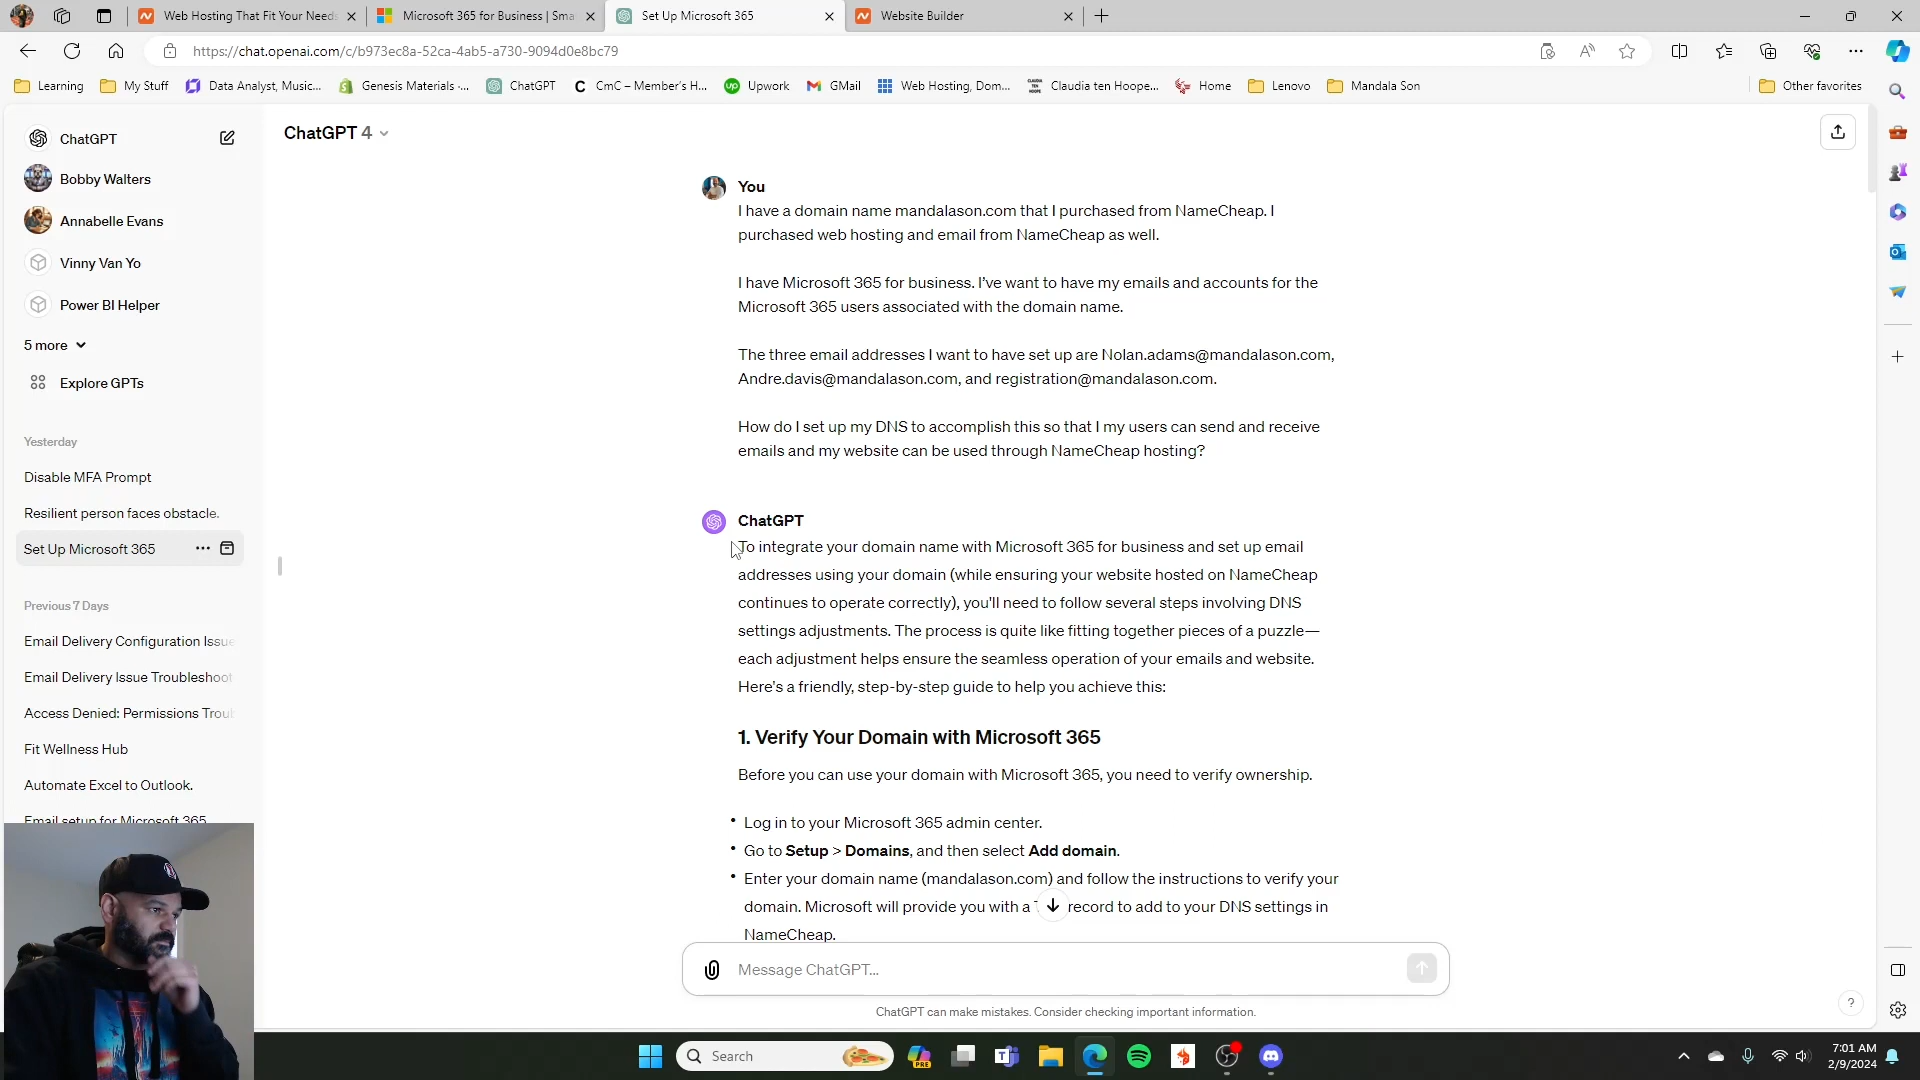 Web Hosting That Fit Your Needs
Microsoft 365 for Business | Sma
Set Up Microsoft 365
Website Builder
https://chat.openai.com/c/b973ec8a-52ca-4ab5-a730-9094d0e8bc79
Learning
My Stuff
Data Analyst, Music...
Genesis Materials -...
ChatGPT
CmC – Member's H...
Upwork
GMail
Web Hosting, Dom...
Claudia ten Hoope...
Home
Lenovo
Mandala Son
Other favorites
ChatGPT
Bobby Walters
Annabelle Evans
Vinny Van Yo
Power BI Helper
5 more
Explore GPTs
Yesterday
Disable MFA Prompt
Resilient person faces obstacle.
Set Up Microsoft 365
Previous 7 Days
Email Delivery Configuration Issue
Email Delivery Issue Troubleshoot
Access Denied: Permissions Trou
Fit Wellness Hub
Automate Excel to Outlook.
Email setup for Microsoft 365
ChatGPT 4
You
I have a domain name mandalason.com that I purchased from NameCheap. I
purchased web hosting and email from NameCheap as well.
I have Microsoft 365 for business. I've want to have my emails and accounts for the
Microsoft 365 users associated with the domain name.
The three email addresses I want to have set up are Nolan.adams@mandalason.com,
Andre.davis@mandalason.com, and registration@mandalason.com.
How do I set up my DNS to accomplish this so that I my users can send and receive
emails and my website can be used through NameCheap hosting?
ChatGPT
To integrate your domain name with Microsoft 365 for business and set up email
addresses using your domain (while ensuring your website hosted on NameCheap
continues to operate correctly), you'll need to follow several steps involving DNS
settings adjustments. The process is quite like fitting together pieces of a puzzle—
each adjustment helps ensure the seamless operation of your emails and website.
Here's a friendly, step-by-step guide to help you achieve this:
1. Verify Your Domain with Microsoft 365
Before you can use your domain with Microsoft 365, you need to verify ownership.
• Log in to your Microsoft 365 admin center.
• Go to Setup > Domains, and then select Add domain.
• Enter your domain name (mandalason.com) and follow the instructions to verify your
domain. Microsoft will provide you with a record to add to your DNS settings in
NameCheap.
Message ChatGPT...
ChatGPT can make mistakes. Consider checking important information.
?
Search
PRE
7:01 AM
2/9/2024